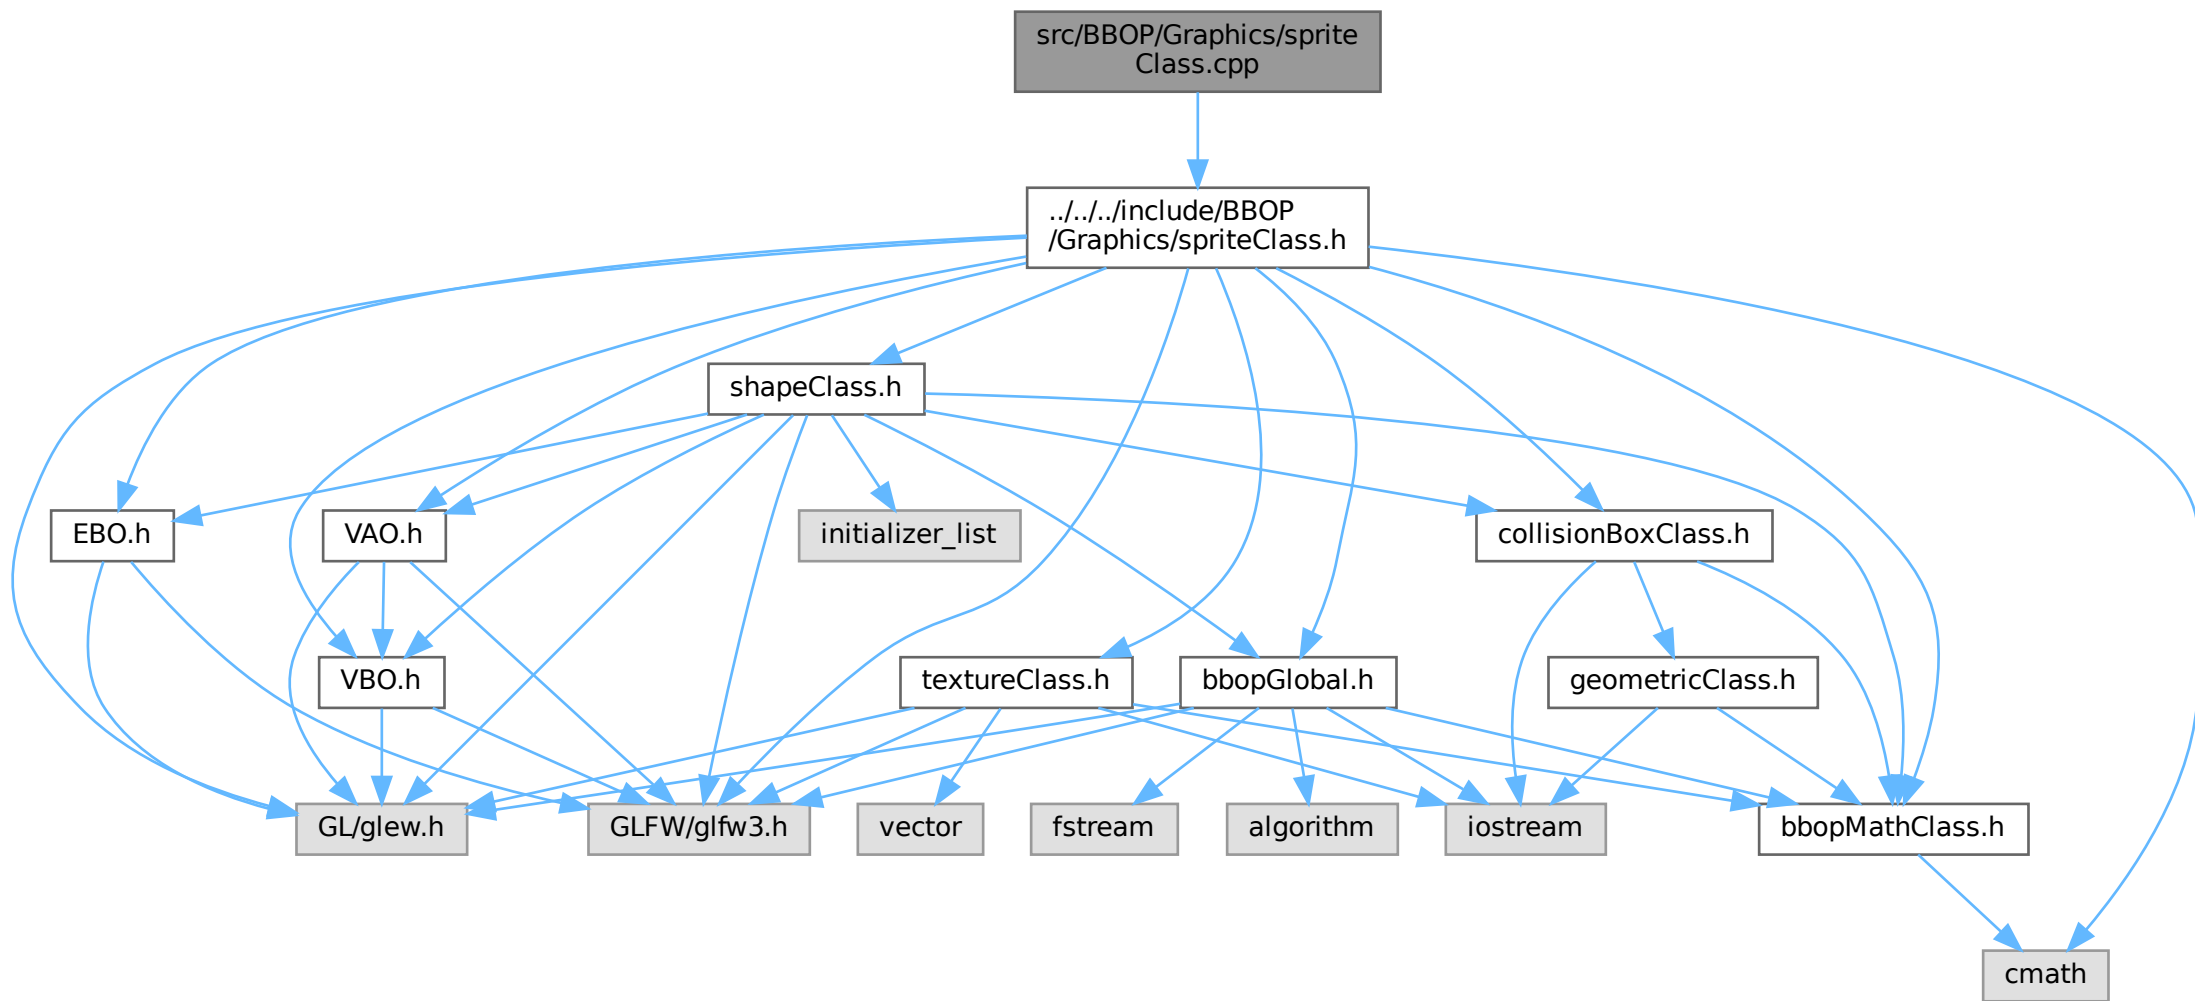 src/BBOP/Graphics/sprite
Class.cpp
../../../include/BBOP
/Graphics/spriteClass.h
shapeClass.h
EBO.h
VAO.h
initializer_list
collisionBoxClass.h
VBO.h
textureClass.h
bbopGlobal.h
geometricClass.h
GL/glew.h
GLFW/glfw3.h
vector
fstream
algorithm
iostream
bbopMathClass.h
cmath